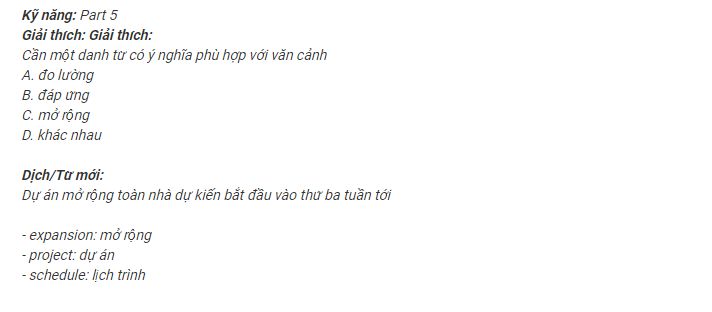 Kỹ năng: Part 5
Giải thích: Giải thích:
Cần một danh từ có ý nghĩa phù hợp với văn cảnh
A. đo lường
B. đáp ứng
C. mở rộng
D. khác nhau
Dịch/Từ mới:
Dự án mở rộng toàn nhà dự kiến bắt đầu vào thứ ba tuần tới
- expansion: mở rộng
- project: dự án
- schedule: lịch trình